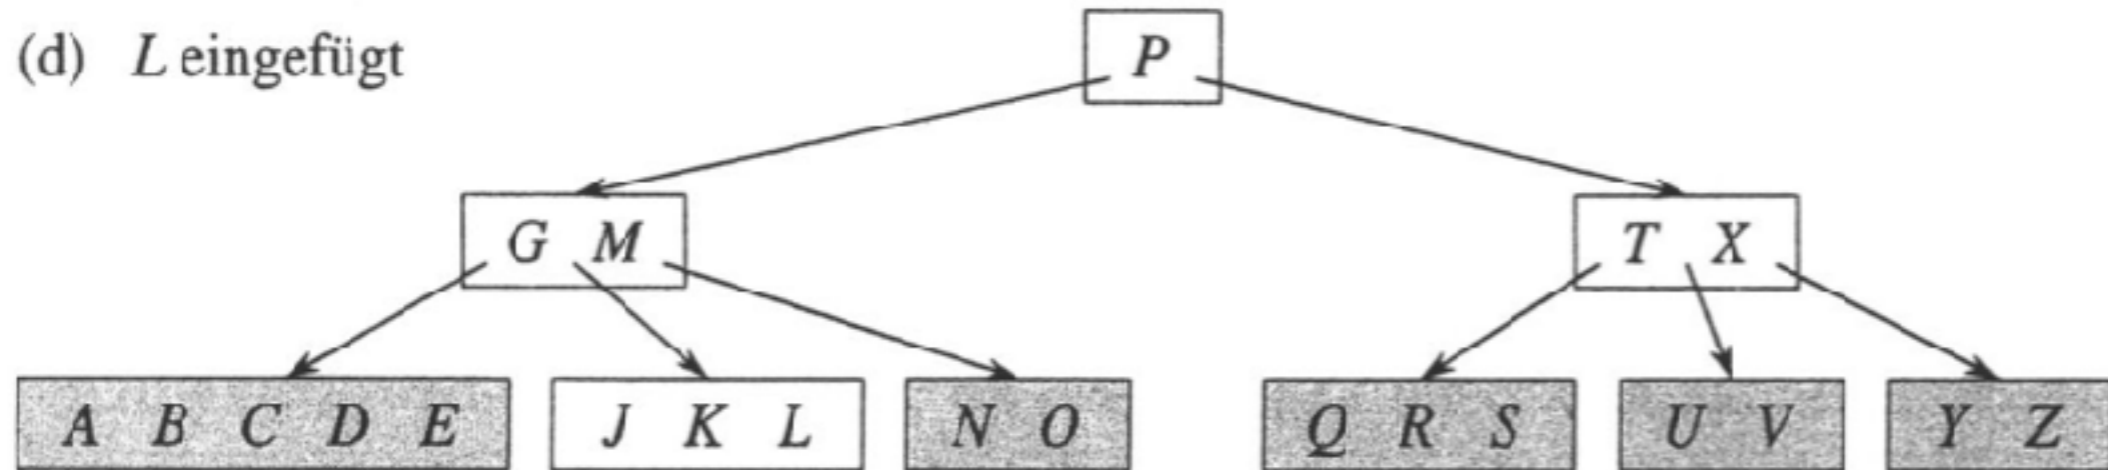 (d) L eingefügt
P
G M
T X
A B C D E
J K L
N O
Q R S
U V
Y Z